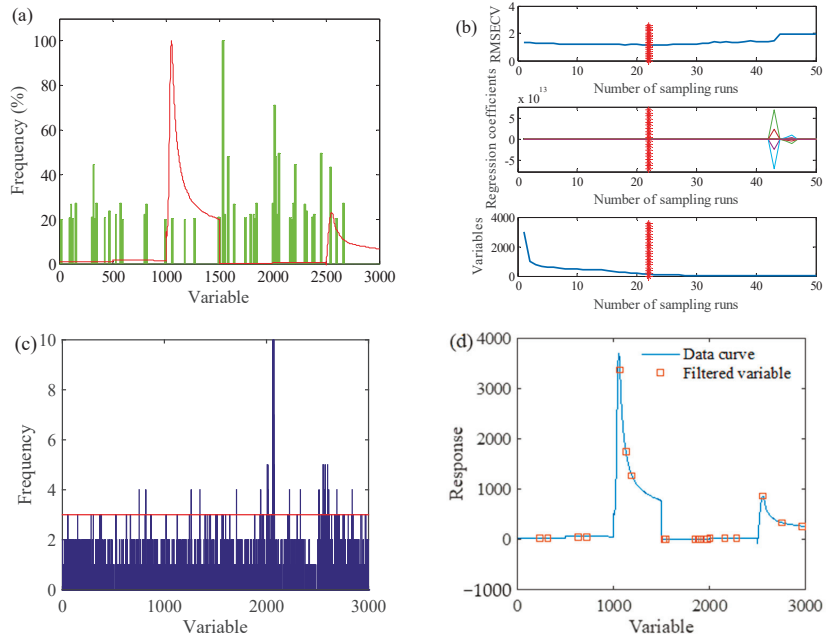 (a)
100
80
60
40
20
0
Frequency (%)
0 500 1000 1500 2000 2500 3000
Variable
(b)
4
2
0
RMSECV
0 10 20 30 40 50
Number of sampling runs
x 10 13
5
0
-5
Regression coefficients
0 10 20 30 40 50
Number of sampling runs
4000
2000
0
Variables
0 10 20 30 40 50
Number of sampling runs
(c)
10
8
6
4
2
0
Frequency
0 1000 2000 3000
Variable
(d)
4000
3000
2000
1000
0
−1000
Response
Data curve
Filtered variable
0 1000 2000 3000
Variable